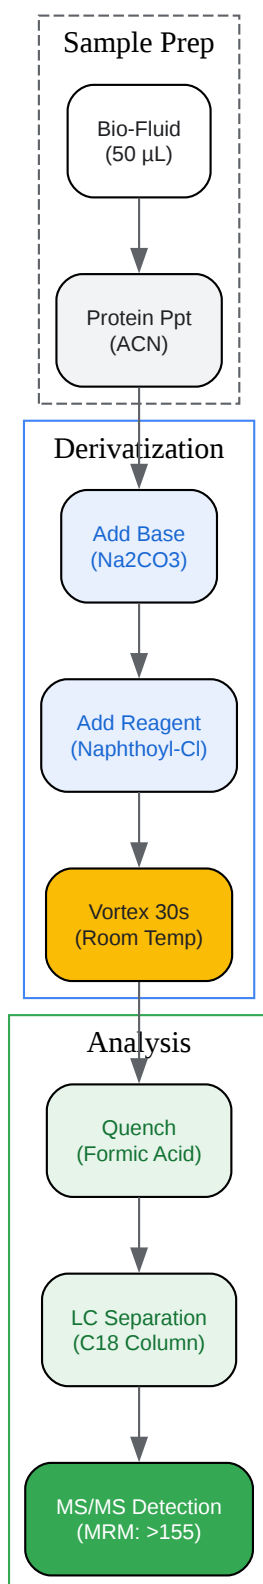 Sample Prep
Bio-Fluid
(50 µL)
Protein Ppt
(ACN)
Derivatization
Add Base
(Na2CO3)
Add Reagent
(Naphthoyl-Cl)
Vortex 30s
(Room Temp)
Analysis
Quench
(Formic Acid)
LC Separation
(C18 Column)
MS/MS Detection
(MRM: >155)